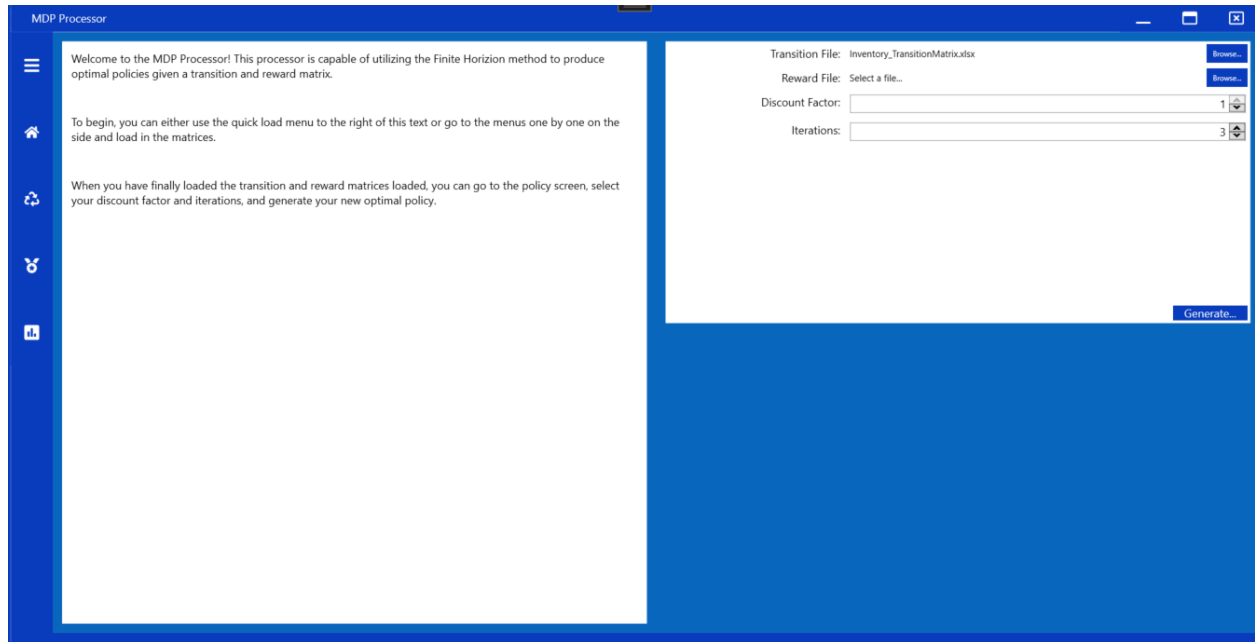 MDP Processor
Welcome to the MDP Processor! This processor is capable of utilizing the Finite Horizion method to produce
optimal policies given a transition and reward matrix.
To begin, you can either use the quick load menu to the right of this text or go to the menus one by one on the
side and load in the matrices.
When you have finally loaded the transition and reward matrices loaded, you can go to the policy screen, select
your discount factor and iterations, and generate your new optimal policy.
Transition File: Inventory_TransitionMatrix.xlsx Browse...
Reward File: Select a file... Browse...
Discount Factor: 1
Iterations: 3
Generate...